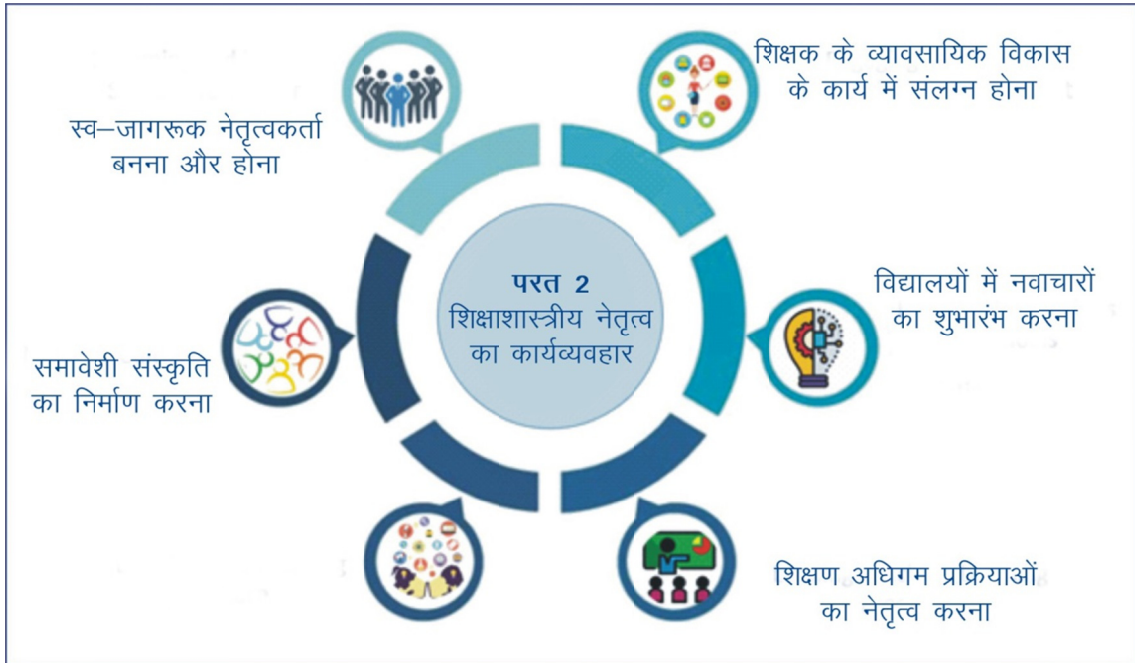 स्व–जागरूक नेतृत्वकर्ता
बनना और होना
शिक्षक के व्यावसायिक विकास
के कार्य में संलग्न होना
परत 2
शिक्षाशास्त्रीय नेतृत्व
का कार्यव्यवहार
विद्यालयों में नवाचारों
का शुभारंभ करना
समावेशी संस्कृति
का निर्माण करना
शिक्षण अधिगम प्रक्रियाओं
का नेतृत्व करना